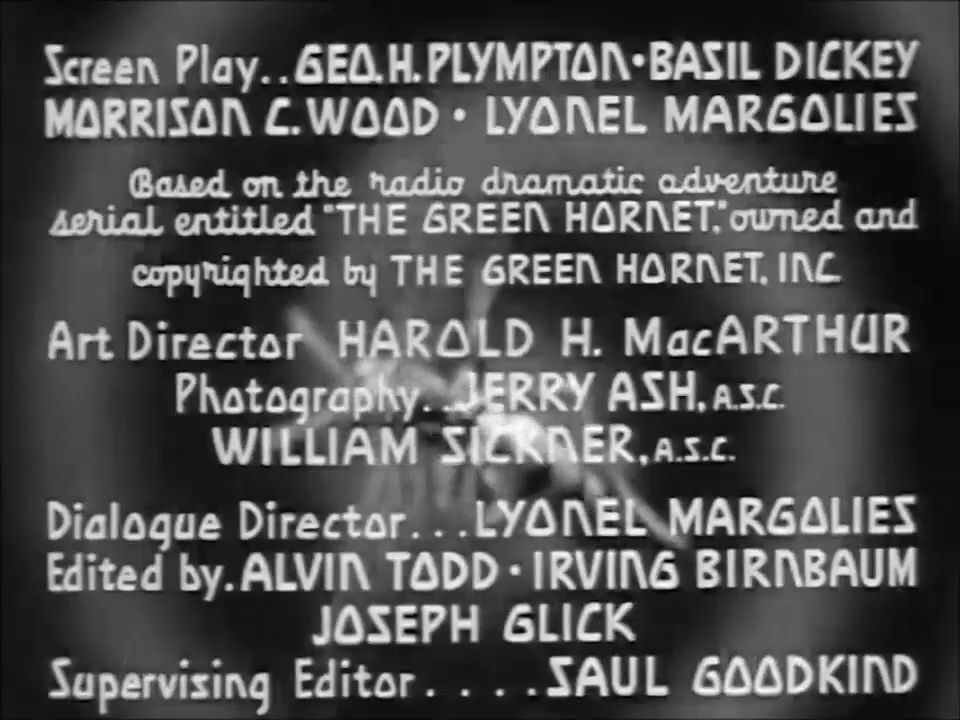 Screen Play..GEO.H.PLYMPTON•BASIL DICKEY
MORRISON C.WOOD • LYONEL MARGOLIES
Based on the radio dramatic adventure
serial entitled "THE GREEN HORNET," owned and
copyrighted by THE GREEN HORNET, INC.
Art Director HAROLD H. MacARTHUR
Photography..JERRY ASH, A.S.C.
WILLIAM SICKNER, A.S.C.
Dialogue Director...LYONEL MARGOLIES
Edited by.ALVIN TODD•IRVING BIRNBAUM
JOSEPH GLICK
Supervising Editor....SAUL GOODKIND